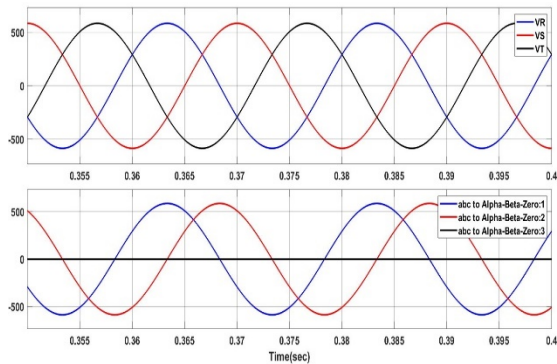 500
0
-500
VR
VS
VT
0.355 0.36 0.365 0.37 0.375 0.38 0.385 0.39 0.395 0.4
500
0
-500
abc to Alpha-Beta-Zero:1
abc to Alpha-Beta-Zero:2
abc to Alpha-Beta-Zero:3
0.355 0.36 0.365 0.37 0.375 0.38 0.385 0.39 0.395 0.4
Time(sec)